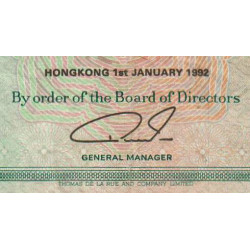 HONGKONG 1st JANUARY 1992
By order of the Board of Directors
GENERAL MANAGER
THOMAS DE LA RUE AND COMPANY LIMITED